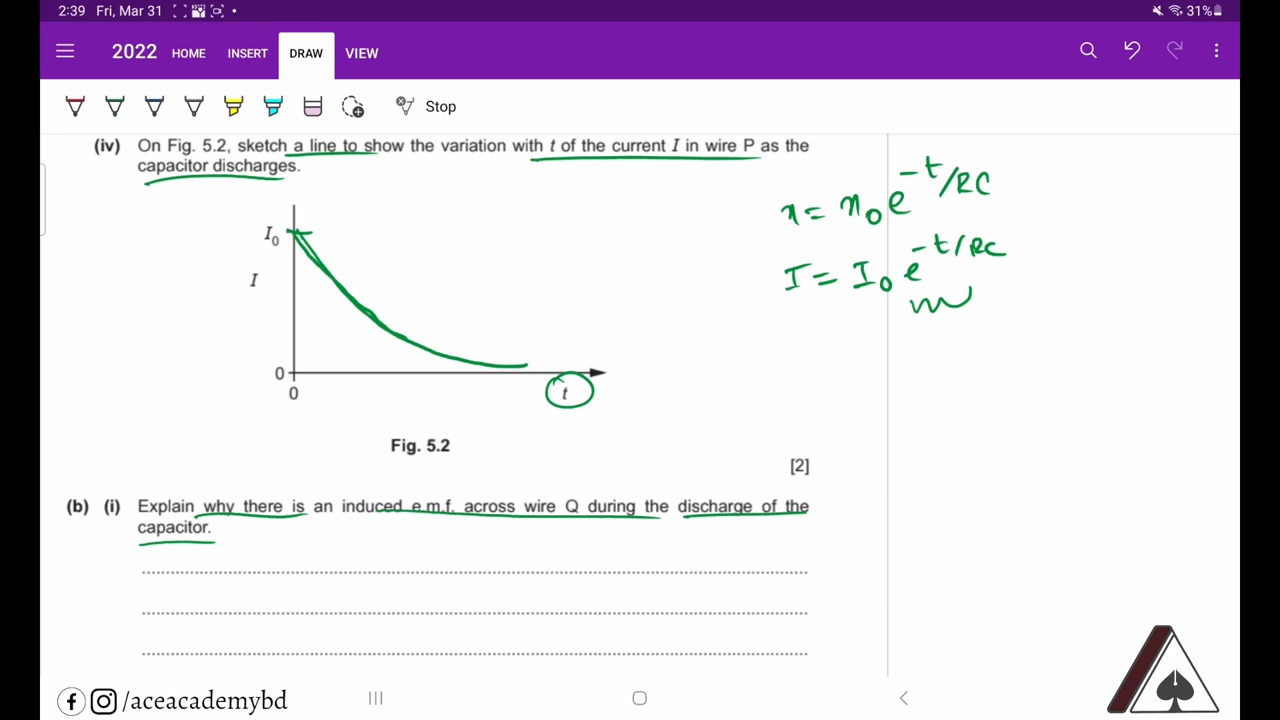 2:39 Fri, Mar 31
31%
2022 HOME INSERT DRAW VIEW
Stop
(iv) On Fig. 5.2, sketch a line to show the variation with t of the current I in wire P as the
capacitor discharges.
x = x₀e^-t/RC
I = I₀e^-t/RC
I₀
I
0
0
t
Fig. 5.2
[2]
(b) (i) Explain why there is an induced e.m.f. across wire Q during the discharge of the
capacitor.
/aceacademybd